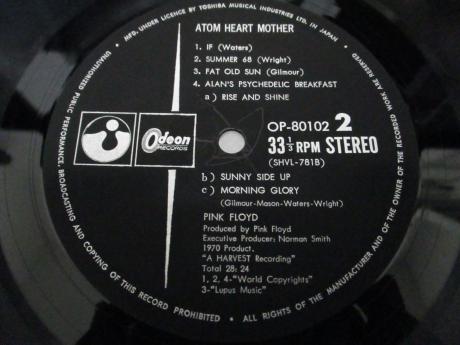 MFD. UNDER LICENCE BY TOSHIBA MUSICAL INDUSTRIES LTD. IN JAPAN
ATOM HEART MOTHER
1. IF (Waters)
2. SUMMER 68 (Wright)
3. FAT OLD SUN (Gilmour)
4. ALAN'S PSYCHEDELIC BREAKFAST
a) RISE AND SHINE
Odeon
RECORDS
OP-80102 2
33 1/3 RPM STEREO
(SHVL-781B)
b) SUNNY SIDE UP
c) MORNING GLORY
(Gilmour-Mason-Waters-Wright)
PINK FLOYD
Produced by Pink Floyd
Executive Producer: Norman Smith
1970 Product.
"A HARVEST Recording"
Total 28: 24
1, 2, 4-"World Copyrights"
3-"Lupus Music"
UNAUTHORIZED PUBLIC PERFORMANCE, BROADCASTING AND COPYING OF THIS RECORD PROHIBITED • ALL RIGHTS OF THE MANUFACTURER AND OF THE OWNER OF THE RECORDED WORK ARE RESERVED